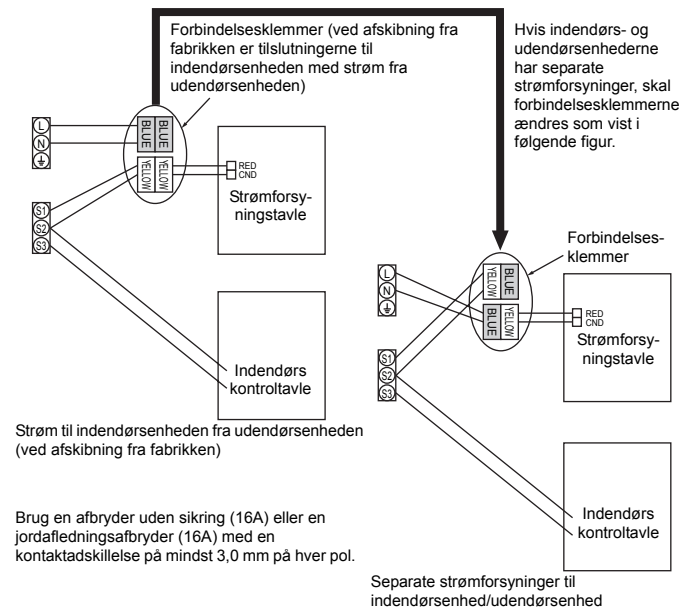 Forbindelsesklemmer (ved afskibning fra
fabrikken er tilslutningerne til
indendørsenheden med strøm fra
udendørsenheden)
Hvis indendørs- og
udendørsenhederne
har separate
strømforsyninger, skal
forbindelsesklemmerne
ændres som vist i
følgende figur.
L
N
BLUE
BLUE
YELLOW
YELLOW
RED
CND
Strømforsy-
ningstavle
S1
S2
S3
Indendørs
kontroltavle
Strøm til indendørsenheden fra udendørsenheden
(ved afskibning fra fabrikken)
Forbindelses-
klemmer
L
N
YELLOW
BLUE
BLUE
YELLOW
RED
CND
Strømforsy-
ningstavle
S1
S2
S3
Indendørs
kontroltavle
Brug en afbryder uden sikring (16A) eller en
jordafledningsafbryder (16A) med en
kontaktadskillelse på mindst 3,0 mm på hver pol.
Separate strømforsyninger til
indendørsenhed/udendørsenhed